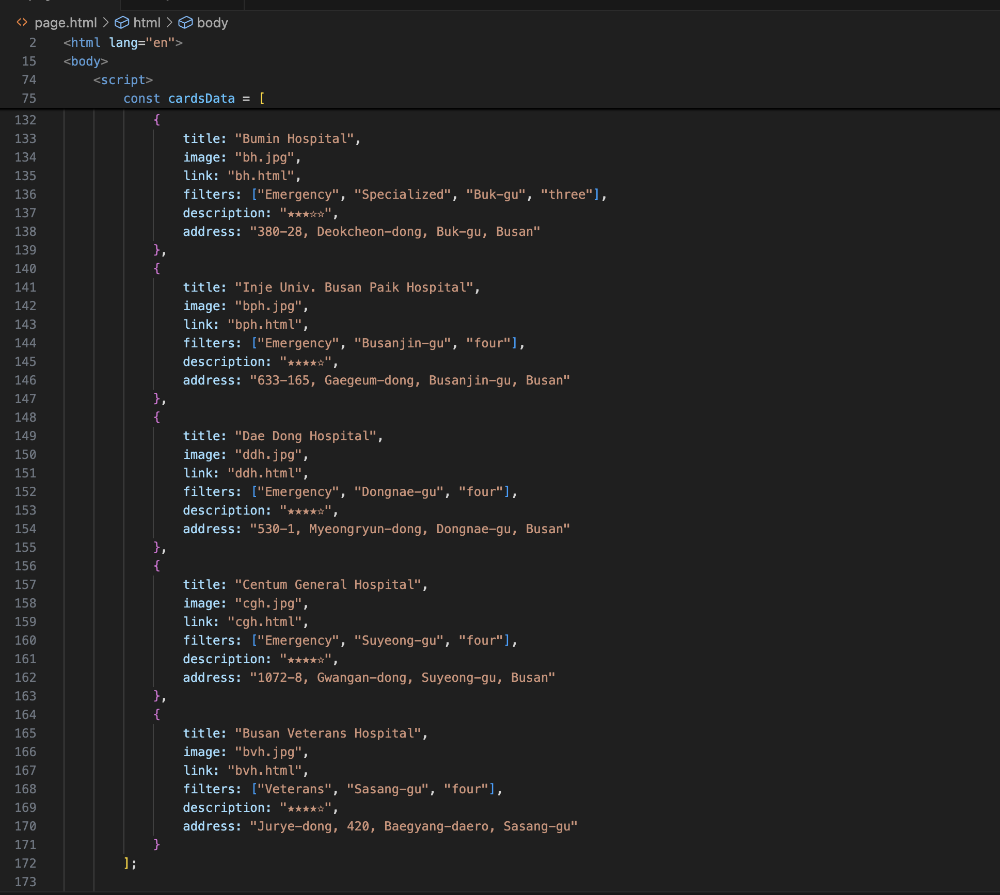 page.html > html > body
2 <html lang="en">
15 <body>
74 <script>
75 const cardsData = [
132 {
133 title: "Bumin Hospital",
134 image: "bh.jpg",
135 link: "bh.html",
136 filters: ["Emergency", "Specialized", "Buk-gu", "three"],
137 description: "★★★☆☆",
138 address: "380-28, Deokcheon-dong, Buk-gu, Busan"
139 },
140 {
141 title: "Inje Univ. Busan Paik Hospital",
142 image: "bph.jpg",
143 link: "bph.html",
144 filters: ["Emergency", "Busanjin-gu", "four"],
145 description: "★★★★☆",
146 address: "633-165, Gaegeum-dong, Busanjin-gu, Busan"
147 },
148 {
149 title: "Dae Dong Hospital",
150 image: "ddh.jpg",
151 link: "ddh.html",
152 filters: ["Emergency", "Dongnae-gu", "four"],
153 description: "★★★★☆",
154 address: "530-1, Myeongryun-dong, Dongnae-gu, Busan"
155 },
156 {
157 title: "Centum General Hospital",
158 image: "cgh.jpg",
159 link: "cgh.html",
160 filters: ["Emergency", "Suyeong-gu", "four"],
161 description: "★★★★☆",
162 address: "1072-8, Gwangan-dong, Suyeong-gu, Busan"
163 },
164 {
165 title: "Busan Veterans Hospital",
166 image: "bvh.jpg",
167 link: "bvh.html",
168 filters: ["Veterans", "Sasang-gu", "four"],
169 description: "★★★★☆",
170 address: "Jurye-dong, 420, Baegyang-daero, Sasang-gu"
171 }
172 ];
173